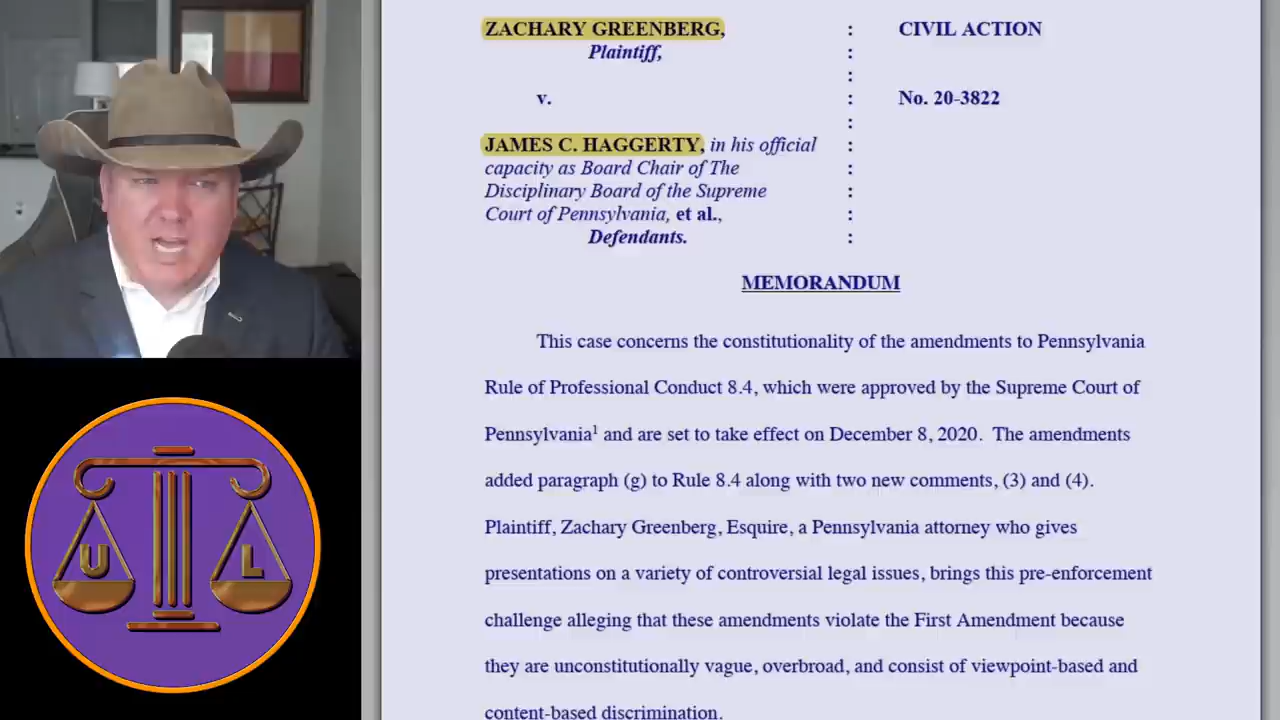 ZACHARY GREENBERG, : CIVIL ACTION
Plaintiff, :
:
v. : No. 20-3822
:
JAMES C. HAGGERTY, in his official :
capacity as Board Chair of The :
Disciplinary Board of the Supreme :
Court of Pennsylvania, et al., :
Defendants. :
MEMORANDUM
This case concerns the constitutionality of the amendments to Pennsylvania
Rule of Professional Conduct 8.4, which were approved by the Supreme Court of
Pennsylvania¹ and are set to take effect on December 8, 2020. The amendments
added paragraph (g) to Rule 8.4 along with two new comments, (3) and (4).
Plaintiff, Zachary Greenberg, Esquire, a Pennsylvania attorney who gives
presentations on a variety of controversial legal issues, brings this pre-enforcement
challenge alleging that these amendments violate the First Amendment because
they are unconstitutionally vague, overbroad, and consist of viewpoint-based and
content-based discrimination.
U L